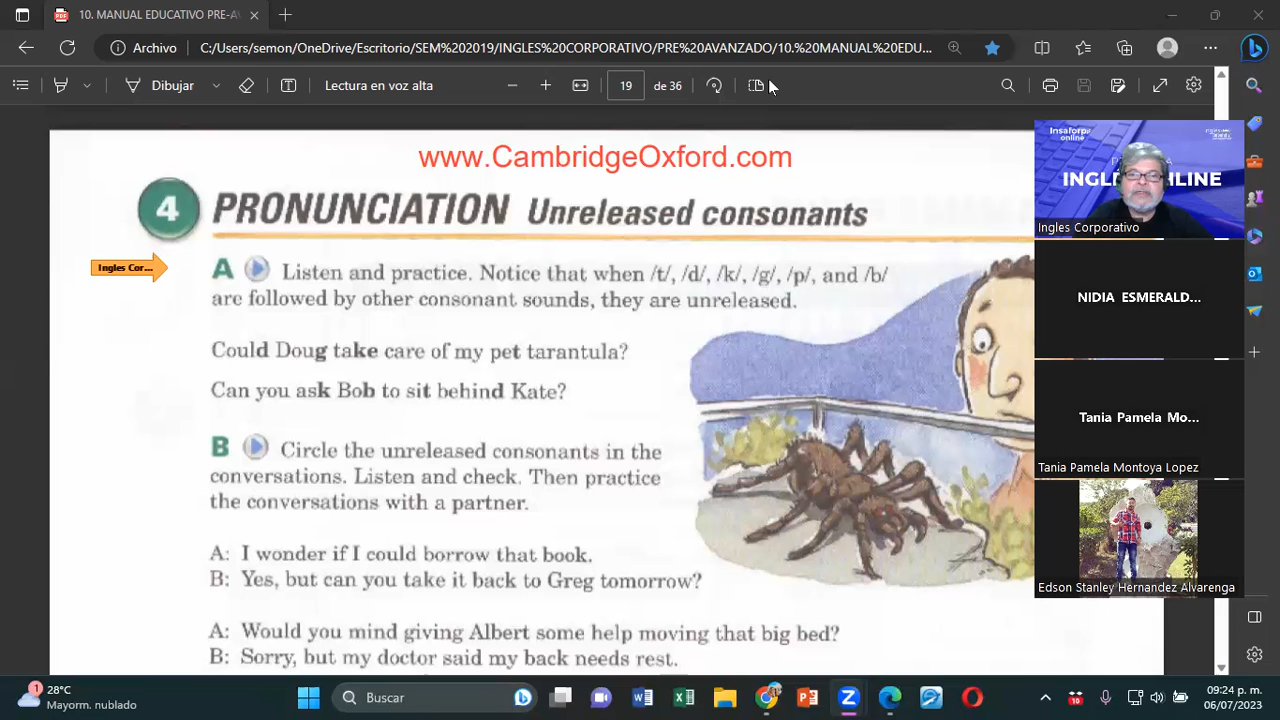 10. MANUAL EDUCATIVO PRE-AV
Archivo
C:/Users/semon/OneDrive/Escritorio/SEM%202019/INGLES%20CORPORATIVO/PRE%20AVANZADO/10.%20MANUAL%20EDU...
Dibujar
Lectura en voz alta
19
de 36
www.CambridgeOxford.com
4 PRONUNCIATION Unreleased consonants
Ingles Cor...
A Listen and practice. Notice that when /t/, /d/, /k/, /g/, /p/, and /b/
are followed by other consonant sounds, they are unreleased.
Could Doug take care of my pet tarantula?
Can you ask Bob to sit behind Kate?
B Circle the unreleased consonants in the
conversations. Listen and check. Then practice
the conversations with a partner.
A: I wonder if I could borrow that book.
B: Yes, but can you take it back to Greg tomorrow?
A: Would you mind giving Albert some help moving that big bed?
B: Sorry, but my doctor said my back needs rest.
Insaforp
online
INGLE ONLINE
Ingles Corporativo
NIDIA ESMERALD...
Tania Pamela Mo...
Tania Pamela Montoya Lopez
Edson Stanley Hernandez Alvarenga
1
28°C
Mayorm. nublado
Buscar
10
09:24 p. m.
06/07/2023